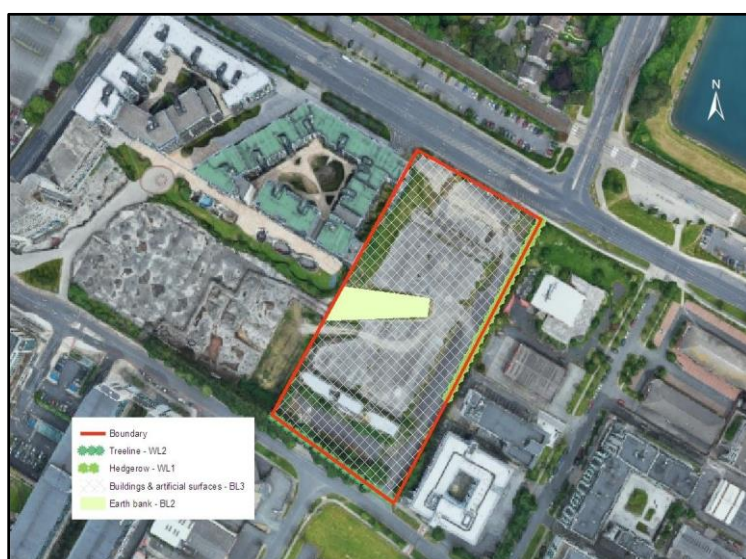 N
Boundary
Treeline - WL2
Hedgerow - WL1
Buildings & artificial surfaces - BL3
Earth bank - BL2